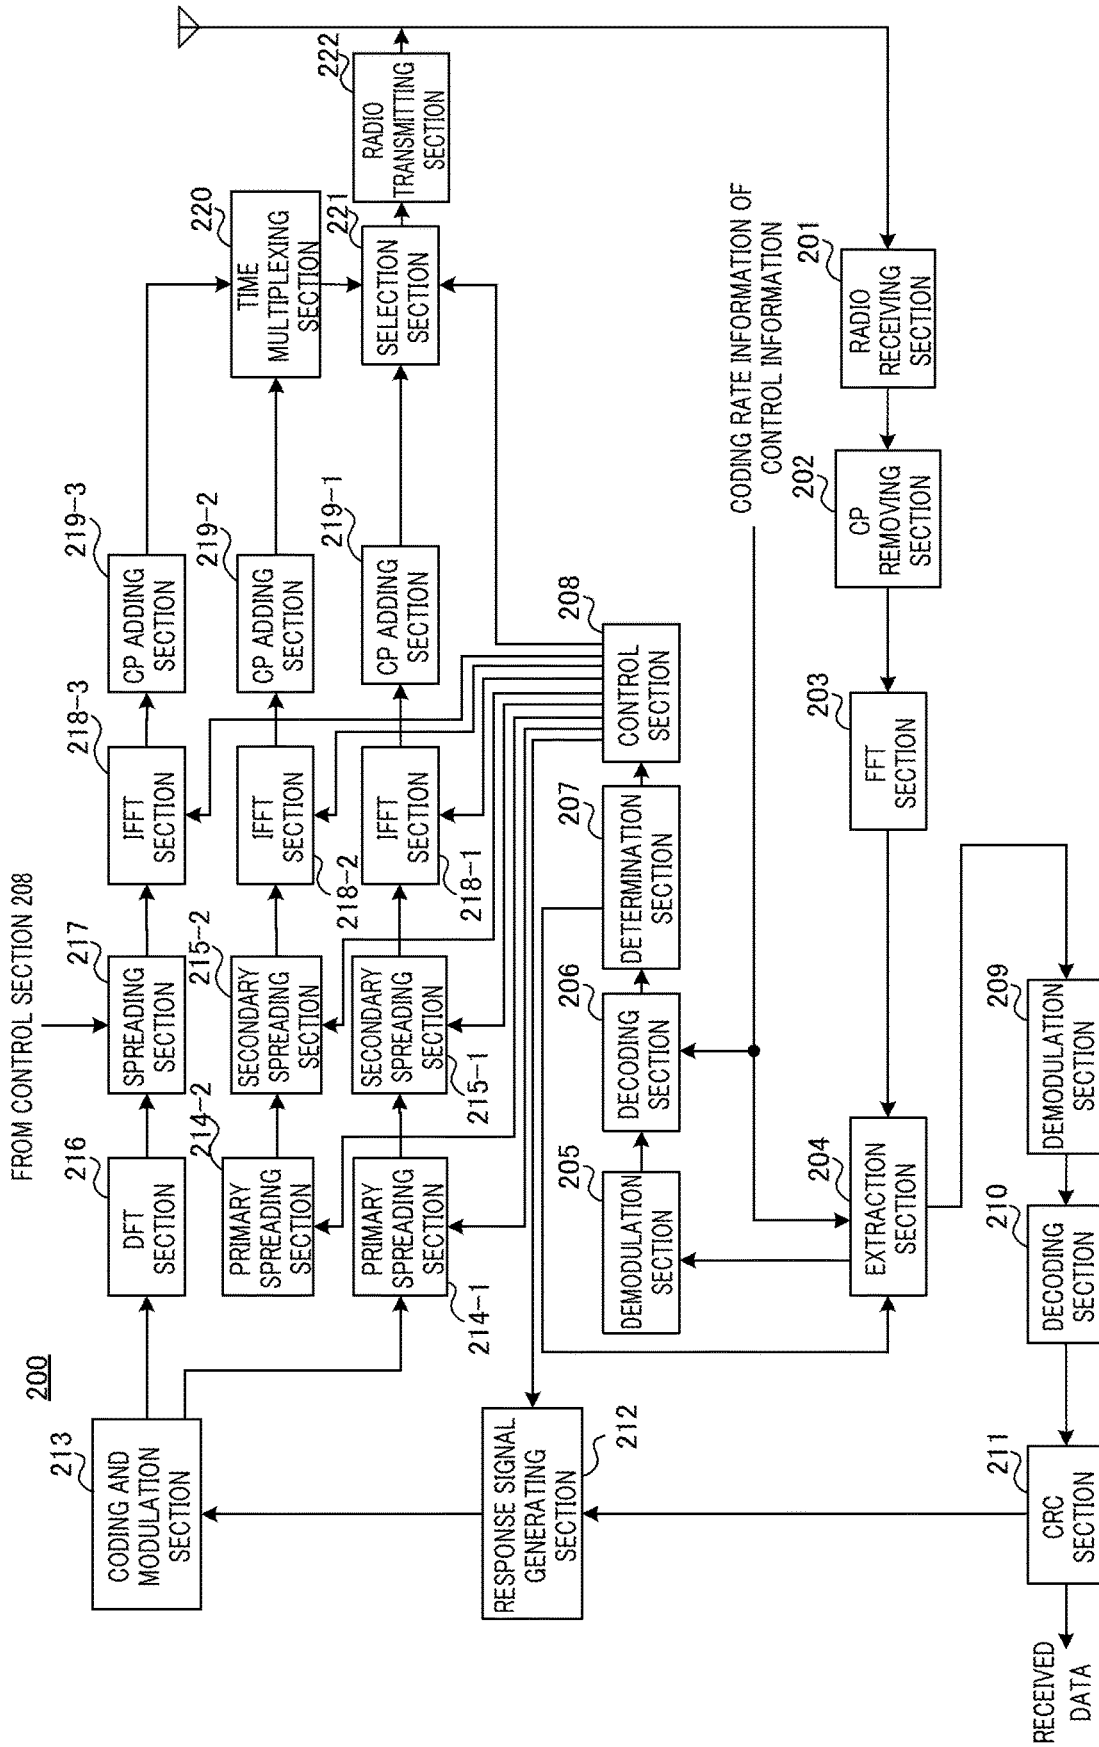 200
FROM CONTROL SECTION 208
213
CODING AND
MODULATION
SECTION
216
DFT
SECTION
217
SPREADING
SECTION
218-3
IFFT
SECTION
219-3
CP ADDING
SECTION
214-2
PRIMARY
SPREADING
SECTION
215-2
SECONDARY
SPREADING
SECTION
218-2
IFFT
SECTION
219-2
CP ADDING
SECTION
220
TIME
MULTIPLEXING
SECTION
214-1
PRIMARY
SPREADING
SECTION
215-1
SECONDARY
SPREADING
SECTION
218-1
IFFT
SECTION
219-1
CP ADDING
SECTION
221
SELECTION
SECTION
222
RADIO
TRANSMITTING
SECTION
212
RESPONSE SIGNAL
GENERATING
SECTION
205
DEMODULATION
SECTION
206
DECODING
SECTION
207
DETERMINATION
SECTION
208
CONTROL
SECTION
CODING RATE INFORMATION OF
CONTROL INFORMATION
204
EXTRACTION
SECTION
203
FFT
SECTION
202
CP
REMOVING
SECTION
201
RADIO
RECEIVING
SECTION
RECEIVED
DATA
211
CRC
SECTION
210
DECODING
SECTION
209
DEMODULATION
SECTION